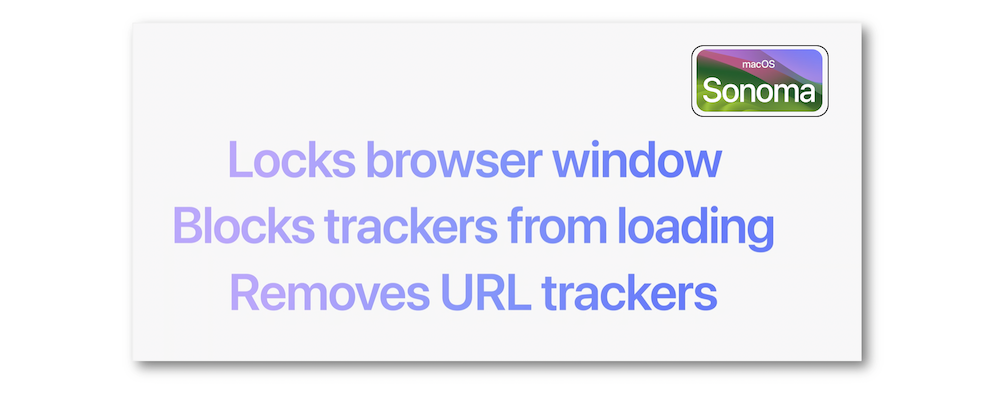 macOS
Sonoma
Locks browser window
Blocks trackers from loading
Removes URL trackers